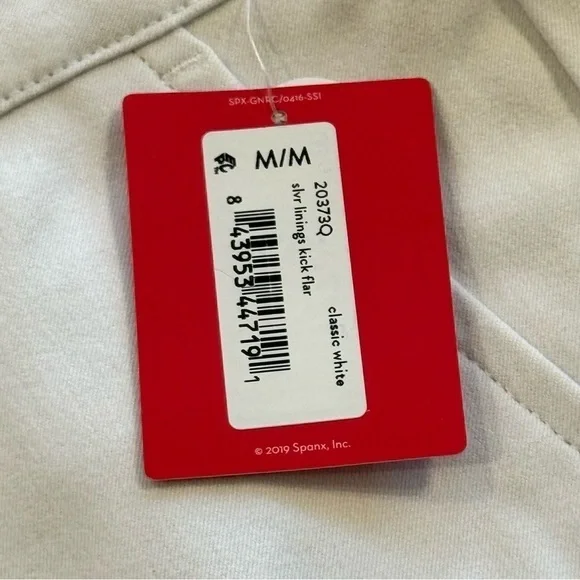 SPX-GNRC/0416-SS1
M/M
20373Q
slvr linings kick flar
classic white
8 43953 44719 1
© 2019 Spanx, Inc.